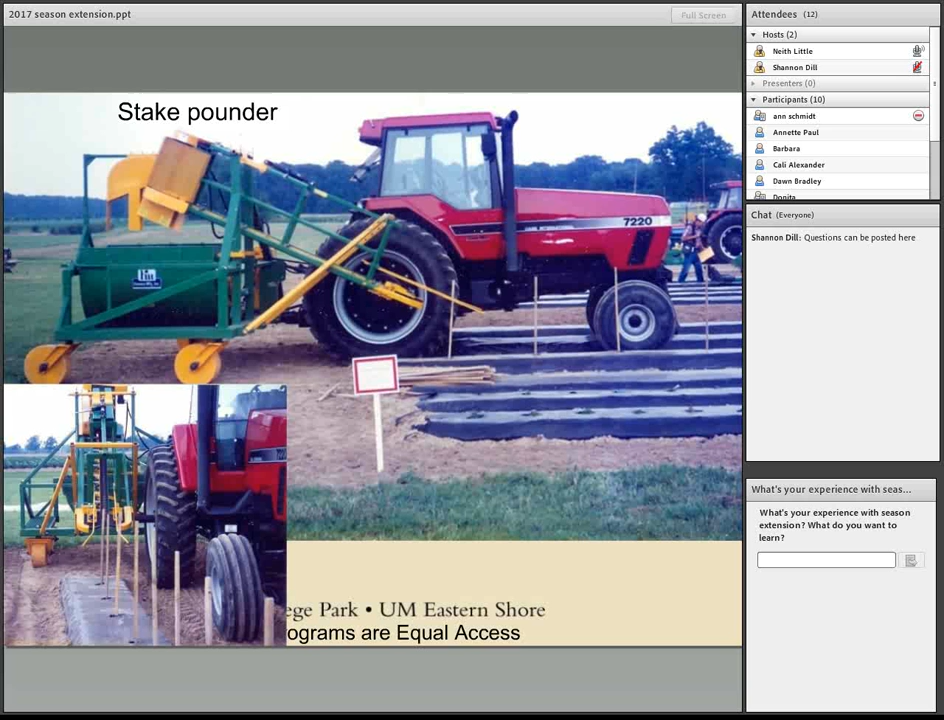 2017 season extension.ppt
Full Screen
Stake pounder
7220
ege Park • UM Eastern Shore
ograms are Equal Access
Attendees (12)
Hosts (2)
Neith Little
Shannon Dill
Presenters (0)
Participants (10)
ann schmidt
Annette Paul
Barbara
Cali Alexander
Dawn Bradley
Donita
Chat (Everyone)
Shannon Dill: Questions can be posted here
What's your experience with seas...
What's your experience with season
extension? What do you want to
learn?